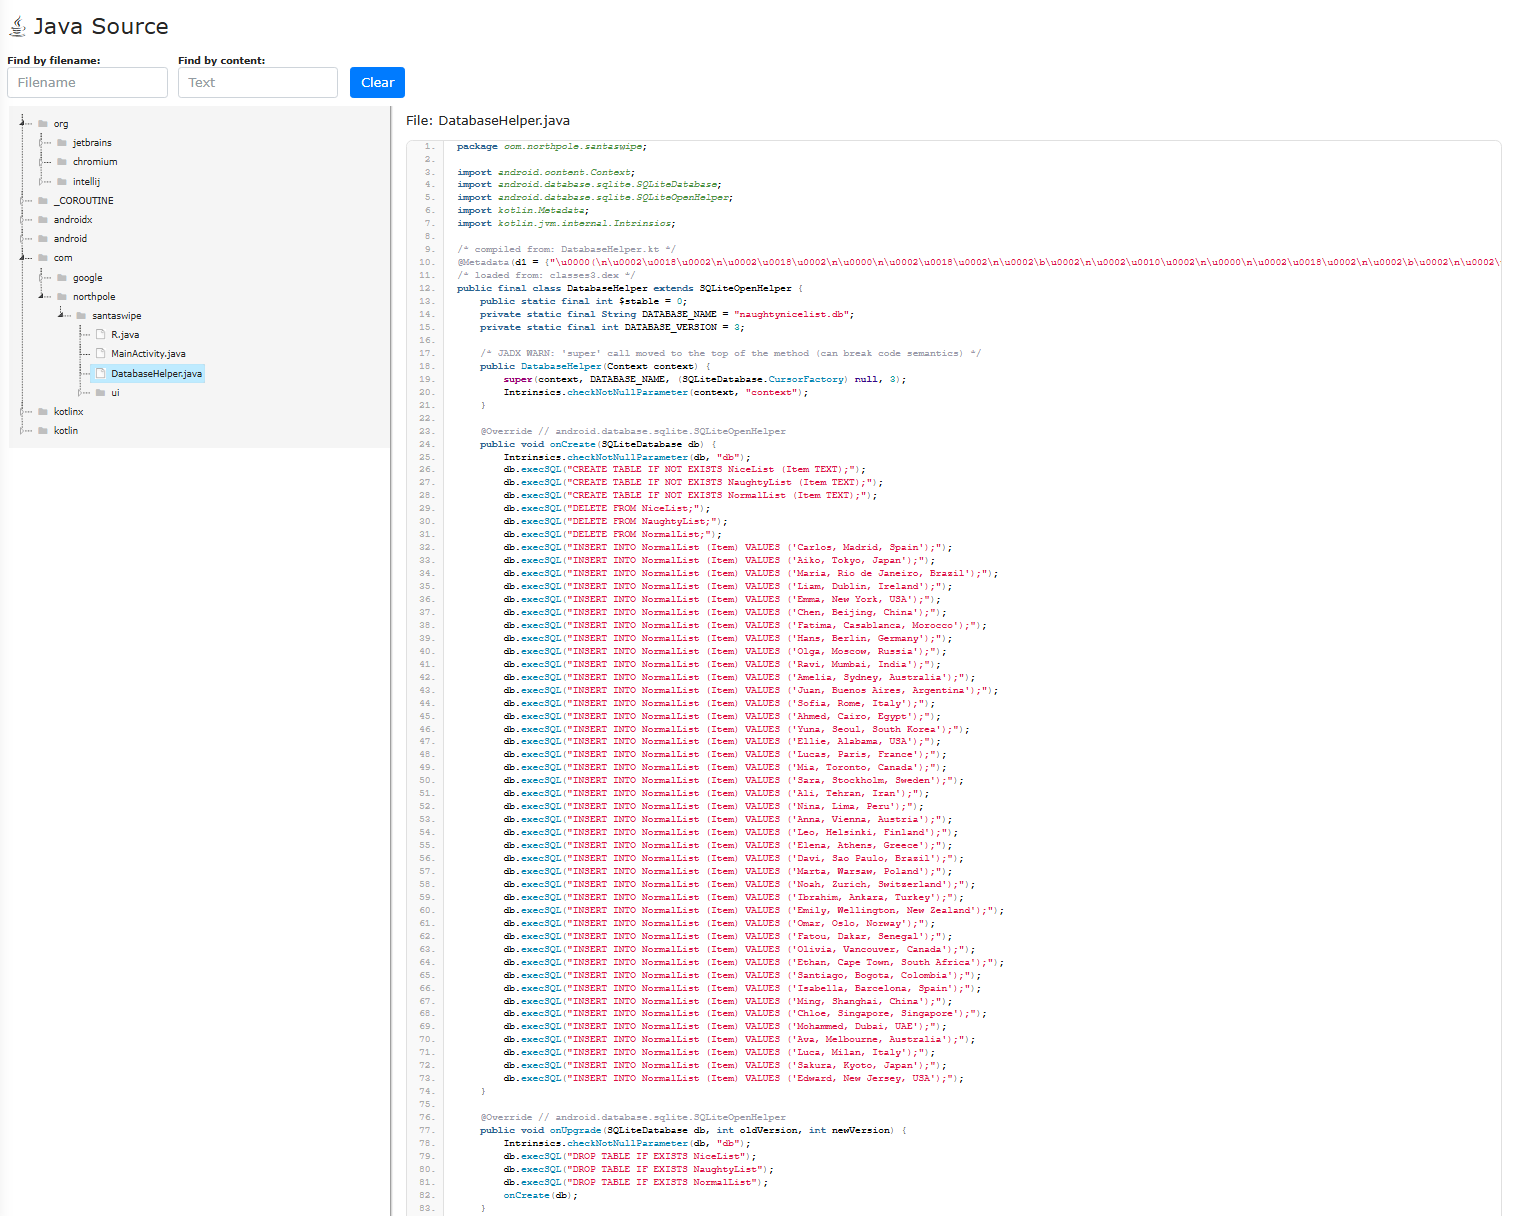 Java Source
Find by filename:
Find by content:
Filename
Text
Clear
org
jetbrains
chromium
intellij
_COROUTINE
androidx
android
com
google
northpole
santaswipe
R.java
MainActivity.java
DatabaseHelper.java
ui
kotlinx
kotlin
File: DatabaseHelper.java
1. package com.northpole.santaswipe;
2.
3. import android.content.Context;
4. import android.database.sqlite.SQLiteDatabase;
5. import android.database.sqlite.SQLiteOpenHelper;
6. import kotlin.Metadata;
7. import kotlin.jvm.internal.Intrinsics;
8.
9. /* compiled from: DatabaseHelper.kt */
10. @Metadata(d1 = {"\u0000(\n\u0002\u0018\u0002\n\u0002\u0018\u0002\n\u0000\n\u0002\u0018\u0002\n\u0002\b\u0002\n\u0002\u0010\u0002\n\u0000\n\u0002\u0018\u0002\n\u0002\b\u0002\n\u0002\
11. /* loaded from: classes3.dex */
12. public final class DatabaseHelper extends SQLiteOpenHelper {
13. public static final int $stable = 0;
14. private static final String DATABASE_NAME = "naughtynicelist.db";
15. private static final int DATABASE_VERSION = 3;
16.
17. /* JADX WARN: 'super' call moved to the top of the method (can break code semantics) */
18. public DatabaseHelper(Context context) {
19. super(context, DATABASE_NAME, (SQLiteDatabase.CursorFactory) null, 3);
20. Intrinsics.checkNotNullParameter(context, "context");
21. }
22.
23. @Override // android.database.sqlite.SQLiteOpenHelper
24. public void onCreate(SQLiteDatabase db) {
25. Intrinsics.checkNotNullParameter(db, "db");
26. db.execSQL("CREATE TABLE IF NOT EXISTS NiceList (Item TEXT);");
27. db.execSQL("CREATE TABLE IF NOT EXISTS NaughtyList (Item TEXT);");
28. db.execSQL("CREATE TABLE IF NOT EXISTS NormalList (Item TEXT);");
29. db.execSQL("DELETE FROM NiceList;");
30. db.execSQL("DELETE FROM NaughtyList;");
31. db.execSQL("DELETE FROM NormalList;");
32. db.execSQL("INSERT INTO NormalList (Item) VALUES ('Carlos, Madrid, Spain');");
33. db.execSQL("INSERT INTO NormalList (Item) VALUES ('Aiko, Tokyo, Japan');");
34. db.execSQL("INSERT INTO NormalList (Item) VALUES ('Maria, Rio de Janeiro, Brazil');");
35. db.execSQL("INSERT INTO NormalList (Item) VALUES ('Liam, Dublin, Ireland');");
36. db.execSQL("INSERT INTO NormalList (Item) VALUES ('Emma, New York, USA');");
37. db.execSQL("INSERT INTO NormalList (Item) VALUES ('Chen, Beijing, China');");
38. db.execSQL("INSERT INTO NormalList (Item) VALUES ('Fatima, Casablanca, Morocco');");
39. db.execSQL("INSERT INTO NormalList (Item) VALUES ('Hans, Berlin, Germany');");
40. db.execSQL("INSERT INTO NormalList (Item) VALUES ('Olga, Moscow, Russia');");
41. db.execSQL("INSERT INTO NormalList (Item) VALUES ('Ravi, Mumbai, India');");
42. db.execSQL("INSERT INTO NormalList (Item) VALUES ('Amelia, Sydney, Australia');");
43. db.execSQL("INSERT INTO NormalList (Item) VALUES ('Juan, Buenos Aires, Argentina');");
44. db.execSQL("INSERT INTO NormalList (Item) VALUES ('Sofia, Rome, Italy');");
45. db.execSQL("INSERT INTO NormalList (Item) VALUES ('Ahmed, Cairo, Egypt');");
46. db.execSQL("INSERT INTO NormalList (Item) VALUES ('Yuna, Seoul, South Korea');");
47. db.execSQL("INSERT INTO NormalList (Item) VALUES ('Ellie, Alabama, USA');");
48. db.execSQL("INSERT INTO NormalList (Item) VALUES ('Lucas, Paris, France');");
49. db.execSQL("INSERT INTO NormalList (Item) VALUES ('Mia, Toronto, Canada');");
50. db.execSQL("INSERT INTO NormalList (Item) VALUES ('Sara, Stockholm, Sweden');");
51. db.execSQL("INSERT INTO NormalList (Item) VALUES ('Ali, Tehran, Iran');");
52. db.execSQL("INSERT INTO NormalList (Item) VALUES ('Nina, Lima, Peru');");
53. db.execSQL("INSERT INTO NormalList (Item) VALUES ('Anna, Vienna, Austria');");
54. db.execSQL("INSERT INTO NormalList (Item) VALUES ('Leo, Helsinki, Finland');");
55. db.execSQL("INSERT INTO NormalList (Item) VALUES ('Elena, Athens, Greece');");
56. db.execSQL("INSERT INTO NormalList (Item) VALUES ('Davi, Sao Paulo, Brazil');");
57. db.execSQL("INSERT INTO NormalList (Item) VALUES ('Marta, Warsaw, Poland');");
58. db.execSQL("INSERT INTO NormalList (Item) VALUES ('Noah, Zurich, Switzerland');");
59. db.execSQL("INSERT INTO NormalList (Item) VALUES ('Ibrahim, Ankara, Turkey');");
60. db.execSQL("INSERT INTO NormalList (Item) VALUES ('Emily, Wellington, New Zealand');");
61. db.execSQL("INSERT INTO NormalList (Item) VALUES ('Omar, Oslo, Norway');");
62. db.execSQL("INSERT INTO NormalList (Item) VALUES ('Fatou, Dakar, Senegal');");
63. db.execSQL("INSERT INTO NormalList (Item) VALUES ('Olivia, Vancouver, Canada');");
64. db.execSQL("INSERT INTO NormalList (Item) VALUES ('Ethan, Cape Town, South Africa');");
65. db.execSQL("INSERT INTO NormalList (Item) VALUES ('Santiago, Bogota, Colombia');");
66. db.execSQL("INSERT INTO NormalList (Item) VALUES ('Isabella, Barcelona, Spain');");
67. db.execSQL("INSERT INTO NormalList (Item) VALUES ('Ming, Shanghai, China');");
68. db.execSQL("INSERT INTO NormalList (Item) VALUES ('Chloe, Singapore, Singapore');");
69. db.execSQL("INSERT INTO NormalList (Item) VALUES ('Mohammed, Dubai, UAE');");
70. db.execSQL("INSERT INTO NormalList (Item) VALUES ('Ava, Melbourne, Australia');");
71. db.execSQL("INSERT INTO NormalList (Item) VALUES ('Luca, Milan, Italy');");
72. db.execSQL("INSERT INTO NormalList (Item) VALUES ('Sakura, Kyoto, Japan');");
73. db.execSQL("INSERT INTO NormalList (Item) VALUES ('Edward, New Jersey, USA');");
74. }
75.
76. @Override // android.database.sqlite.SQLiteOpenHelper
77. public void onUpgrade(SQLiteDatabase db, int oldVersion, int newVersion) {
78. Intrinsics.checkNotNullParameter(db, "db");
79. db.execSQL("DROP TABLE IF EXISTS NiceList");
80. db.execSQL("DROP TABLE IF EXISTS NaughtyList");
81. db.execSQL("DROP TABLE IF EXISTS NormalList");
82. onCreate(db);
83. }